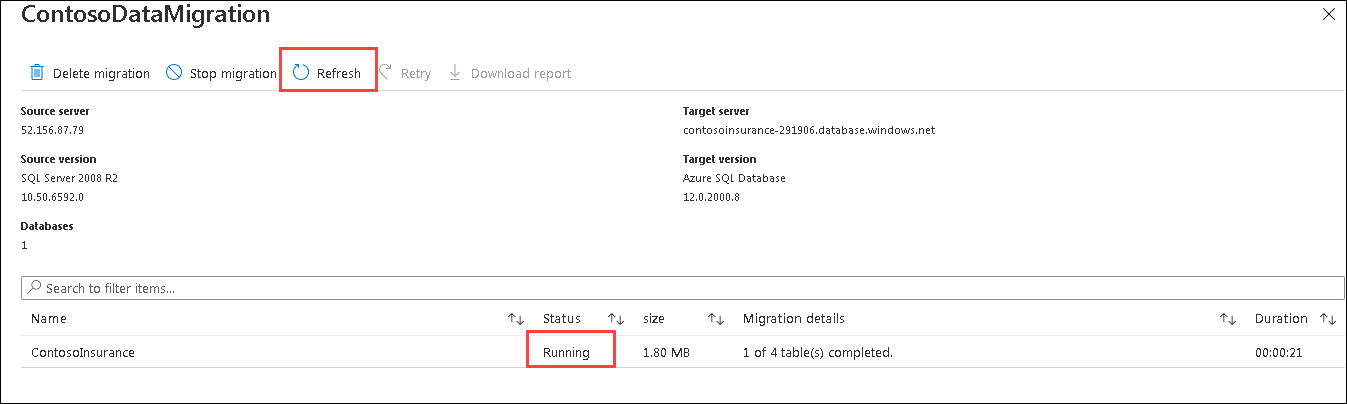 ContosoDataMigration
Delete migration Stop migration Refresh Retry Download report
Source server Target server
52.156.87.79 contosoinsurance-291906.database.windows.net
Source version Target version
SQL Server 2008 R2 Azure SQL Database
10.50.6592.0 12.0.2000.8
Databases
1
Search to filter items...
Name Status size Migration details Duration
ContosoInsurance Running 1.80 MB 1 of 4 table(s) completed. 00:00:21